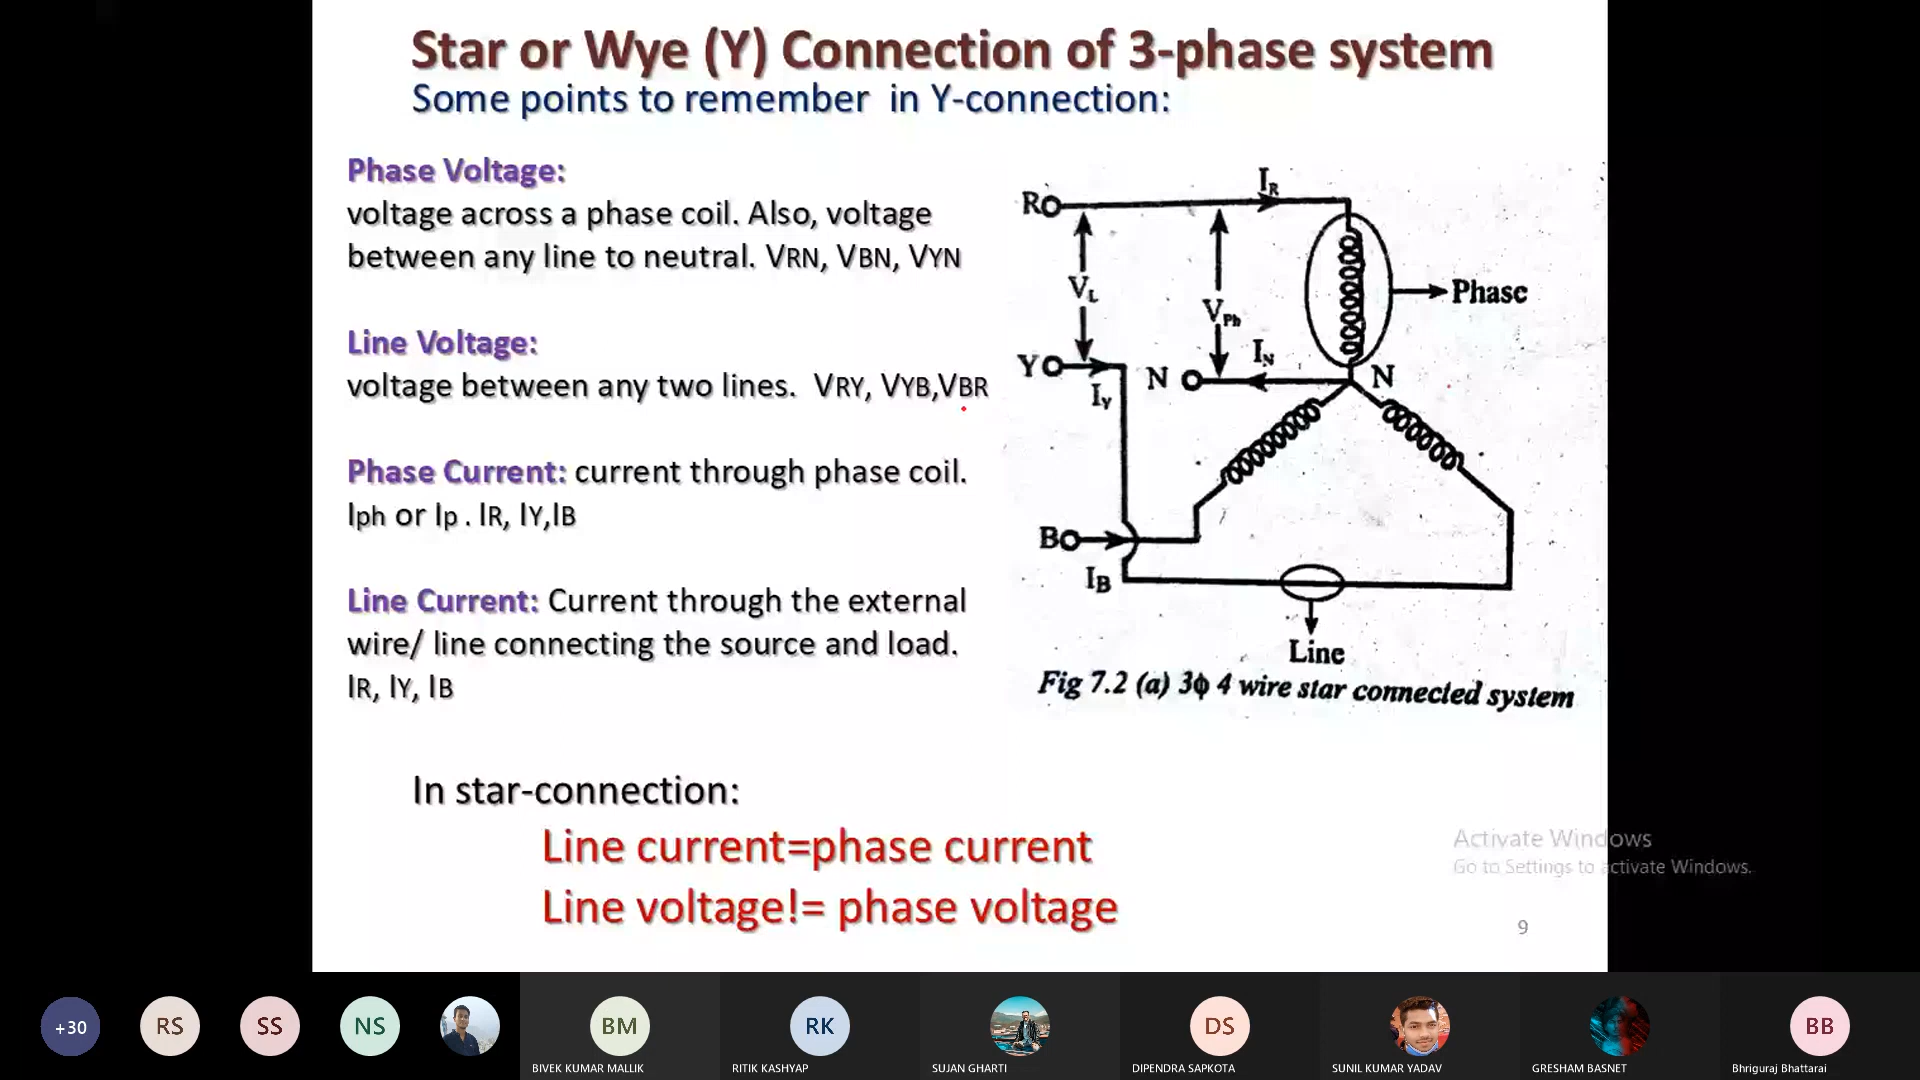 Star or Wye (Y) Connection of 3-phase system
Some points to remember in Y-connection:
Phase Voltage:
voltage across a phase coil. Also, voltage
between any line to neutral. VRN, VBN, VYN
Line Voltage:
voltage between any two lines. VRY, VYB,VBR
Phase Current: current through phase coil.
Iph or Ip . IR, IY,IB
Line Current: Current through the external
wire/ line connecting the source and load.
IR, IY, IB
R
IR
VL
VPh
Phase
Y
IY
N
IN
N
B
IB
Line
Fig 7.2 (a) 3ϕ 4 wire star connected system
In star-connection:
Line current=phase current
Line voltage!= phase voltage
Activate Windows
Go to Settings to activate Windows.
9
+30
RS
SS
NS
BM
RK
DS
BB
BIVEK KUMAR MALLIK
RITIK KASHYAP
SUJAN GHARTI
DIPENDRA SAPKOTA
SUNIL KUMAR YADAV
GRESHAM BASNET
Bhriguraj Bhattarai